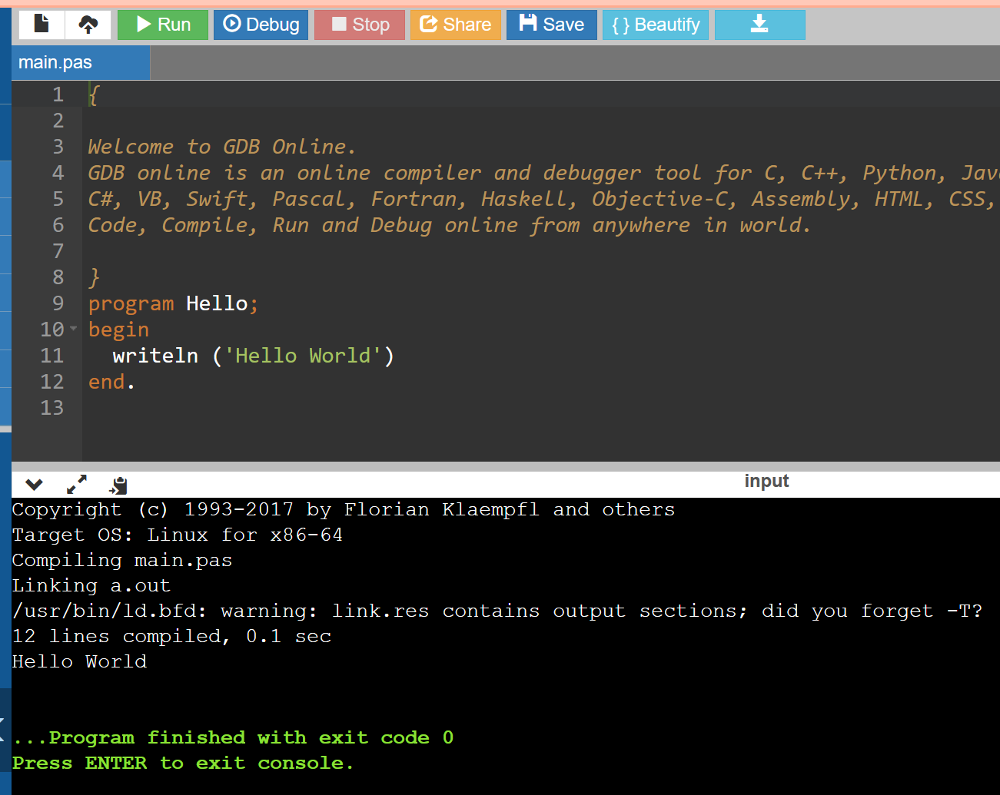 Run Debug Stop Share Save { } Beautify
main.pas
1 {
2
3 Welcome to GDB Online.
4 GDB online is an online compiler and debugger tool for C, C++, Python,
5 C#, VB, Swift, Pascal, Fortran, Haskell, Objective-C, Assembly, HTML, CSS,
6 Code, Compile, Run and Debug online from anywhere in world.
7
8 }
9 program Hello;
10 begin
11   writeln ('Hello World')
12 end.
13
input
Copyright (c) 1993-2017 by Florian Klaempfl and others
Target OS: Linux for x86-64
Compiling main.pas
Linking a.out
/usr/bin/ld.bfd: warning: link.res contains output sections; did you forget -T?
12 lines compiled, 0.1 sec
Hello World
...Program finished with exit code 0
Press ENTER to exit console.